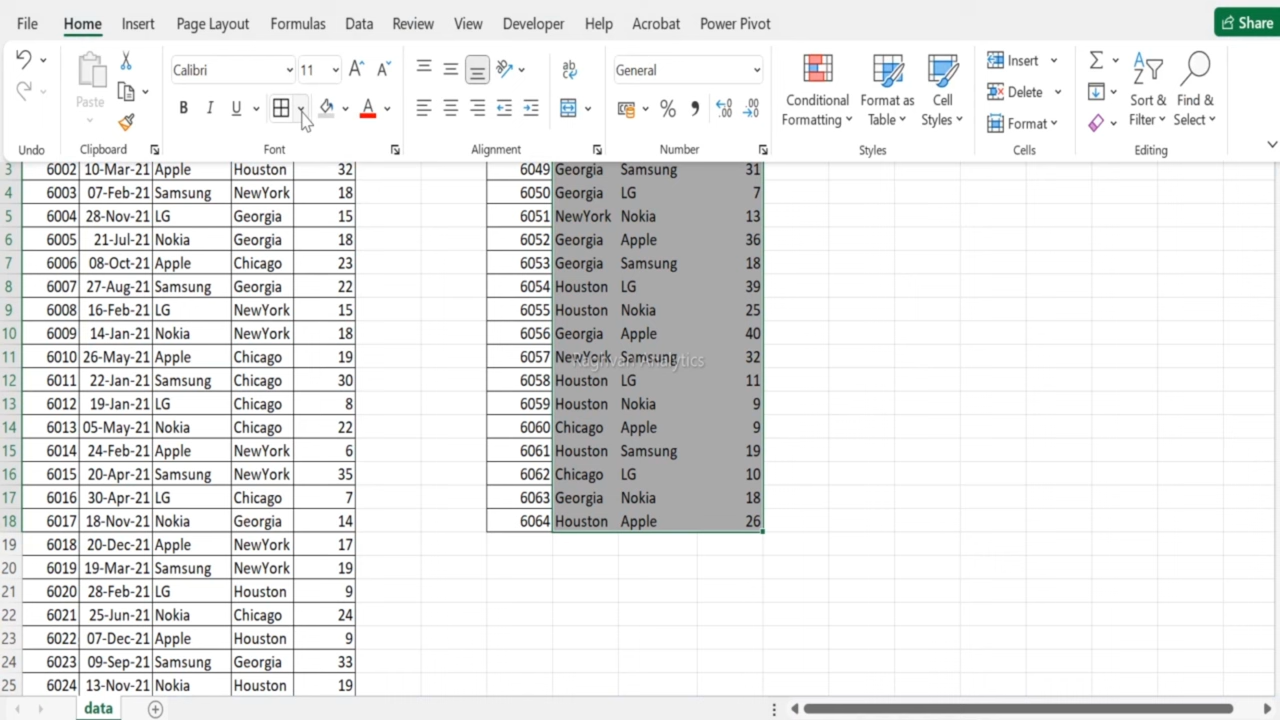 File Home Insert Page Layout Formulas Data Review View Developer Help Acrobat Power Pivot Share
Calibri 11 General
Paste
B I U A
% ,
Conditional Formatting
Format as Table
Cell Styles
Insert
Delete
Format
Sort & Filter
Find & Select
Undo Clipboard Font Alignment Number Styles Cells Editing
3 6002 10-Mar-21 Apple Houston 32 6049 Georgia Samsung 31
4 6003 07-Feb-21 Samsung NewYork 18 6050 Georgia LG 7
5 6004 28-Nov-21 LG Georgia 15 6051 NewYork Nokia 13
6 6005 21-Jul-21 Nokia Georgia 18 6052 Georgia Apple 36
7 6006 08-Oct-21 Apple Chicago 23 6053 Georgia Samsung 18
8 6007 27-Aug-21 Samsung Georgia 22 6054 Houston LG 39
9 6008 16-Feb-21 LG NewYork 15 6055 Houston Nokia 25
10 6009 14-Jan-21 Nokia NewYork 18 6056 Georgia Apple 40
11 6010 26-May-21 Apple Chicago 19 6057 NewYork Samsung 32
12 6011 22-Jan-21 Samsung Chicago 30 6058 Houston LG 11
13 6012 19-Jan-21 LG Chicago 8 6059 Houston Nokia 9
14 6013 05-May-21 Nokia Chicago 22 6060 Chicago Apple 9
15 6014 24-Feb-21 Apple NewYork 6 6061 Houston Samsung 19
16 6015 20-Apr-21 Samsung NewYork 35 6062 Chicago LG 10
17 6016 30-Apr-21 LG Chicago 7 6063 Georgia Nokia 18
18 6017 18-Nov-21 Nokia Georgia 14 6064 Houston Apple 26
19 6018 20-Dec-21 Apple NewYork 17
20 6019 19-Mar-21 Samsung NewYork 19
21 6020 28-Feb-21 LG Houston 9
22 6021 25-Jun-21 Nokia Chicago 24
23 6022 07-Dec-21 Apple Houston 9
24 6023 09-Sep-21 Samsung Georgia 33
25 6024 13-Nov-21 Nokia Houston 19
data